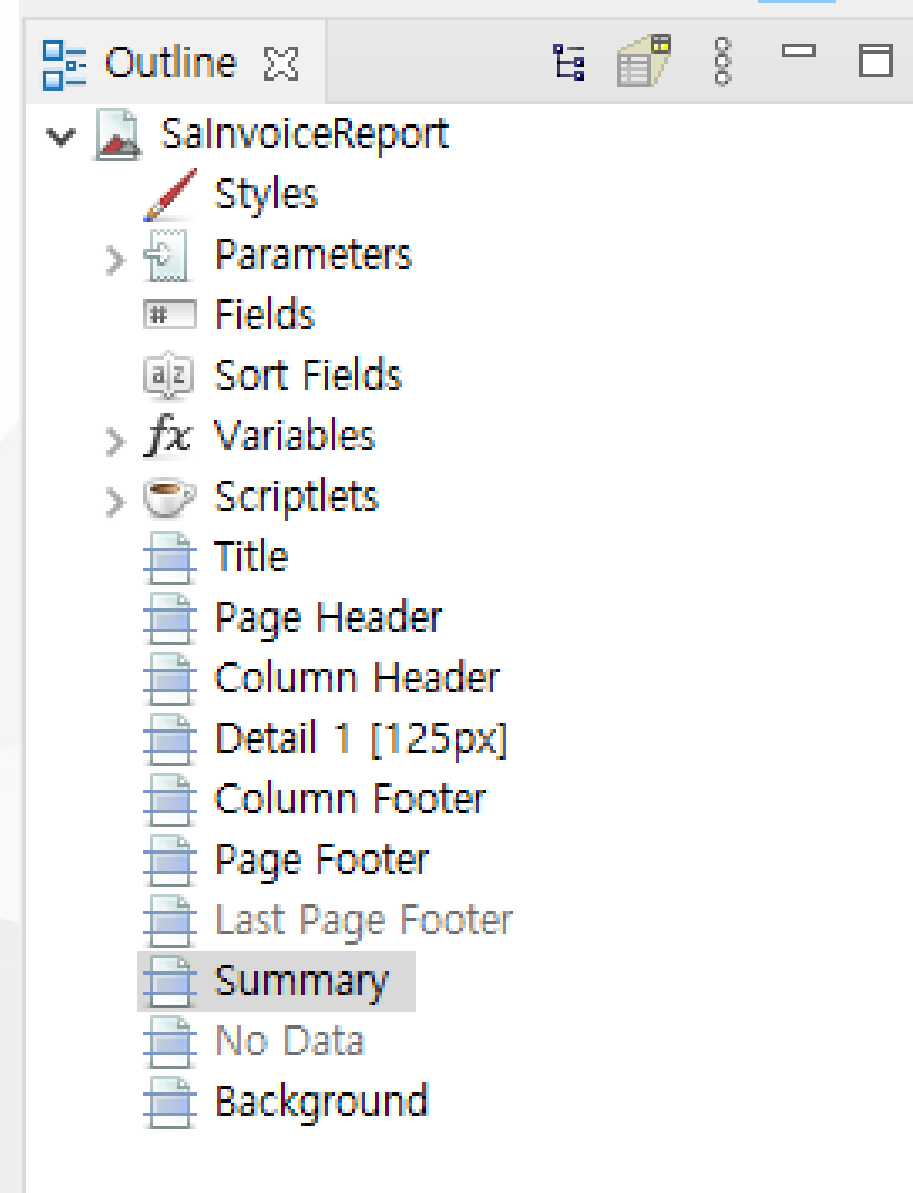 Outline
SaInvoiceReport
Styles
Parameters
# Fields
a z Sort Fields
fx Variables
Scriptlets
Title
Page Header
Column Header
Detail 1 [125px]
Column Footer
Page Footer
Last Page Footer
Summary
No Data
Background